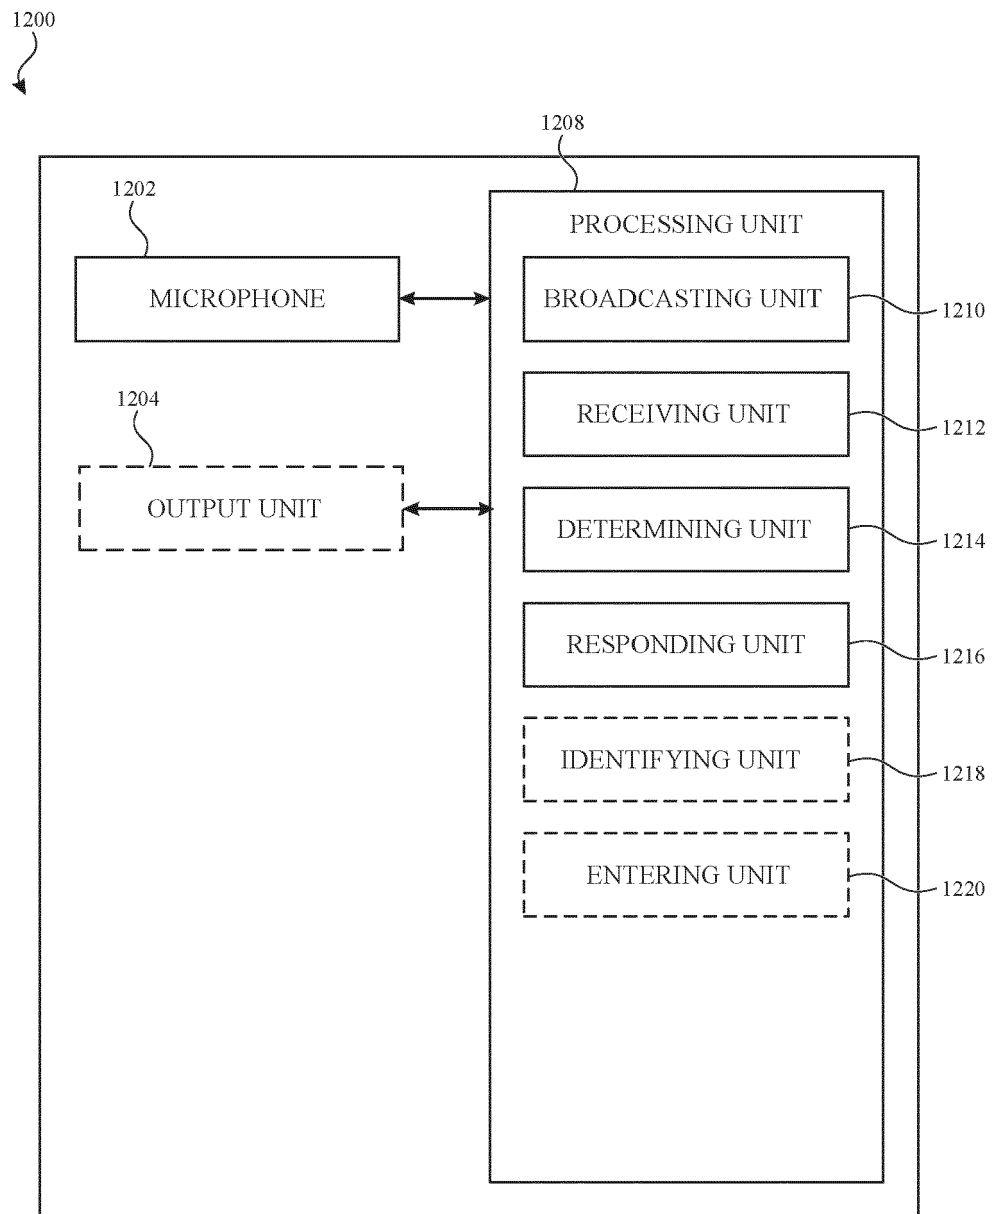 1200
1208
1202
PROCESSING UNIT
MICROPHONE
BROADCASTING UNIT
1210
1204
RECEIVING UNIT
1212
OUTPUT UNIT
DETERMINING UNIT
1214
RESPONDING UNIT
1216
IDENTIFYING UNIT
1218
ENTERING UNIT
1220